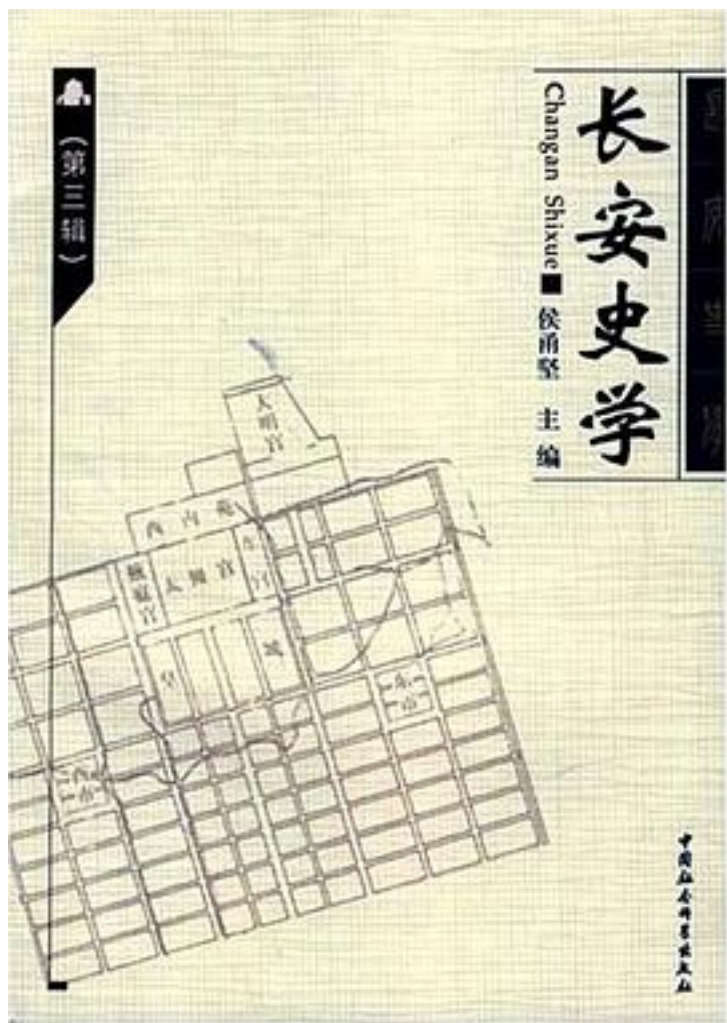 长安史学
Changan Shixue
侯甬坚 主编
（第三辑）
大明宫
西内苑
掖庭宫
太极宫
东宫
皇
城
东市
西市
中国社会科学出版社